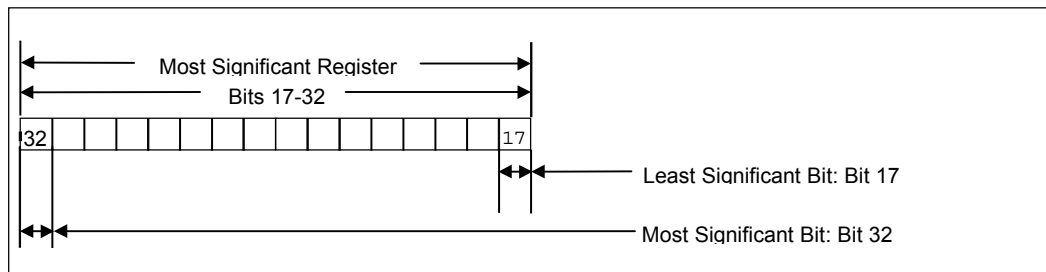 Most Significant Register
Bits 17-32
32 17
Least Significant Bit: Bit 17
Most Significant Bit: Bit 32